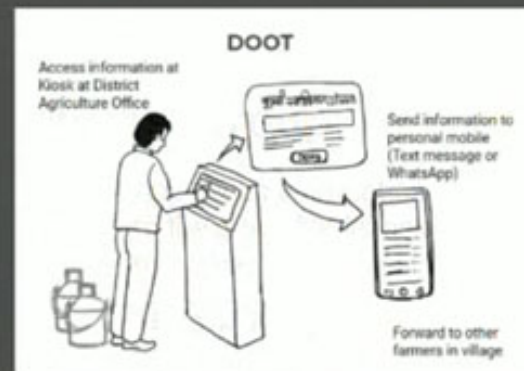 DOOT
Access information at
Kiosk at District
Agriculture Office
Send information to
personal mobile
(Text message or
WhatsApp)
Forward to other
farmers in village